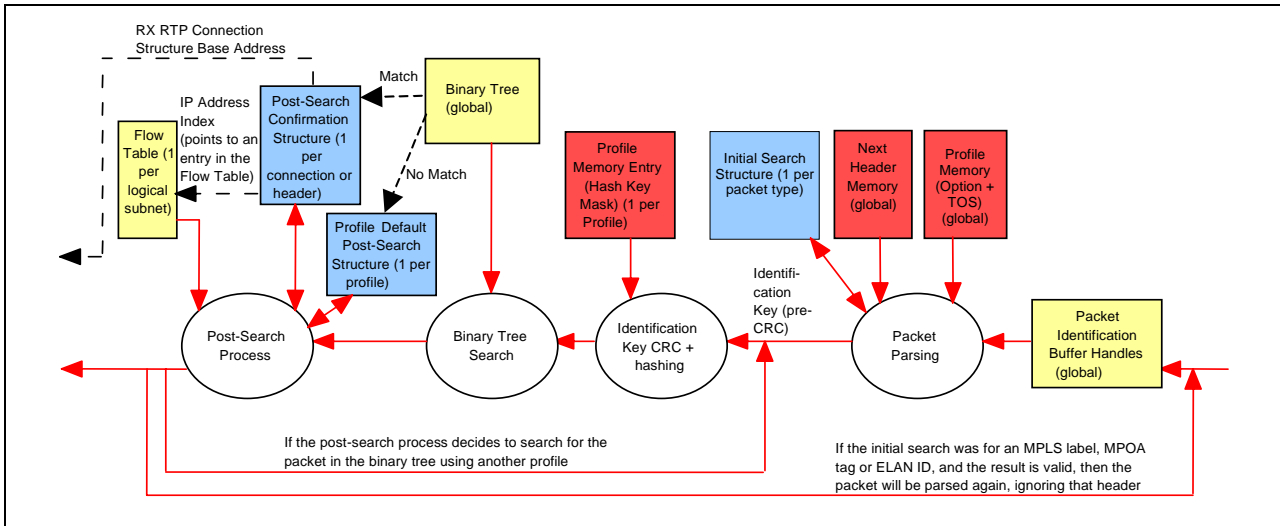 RX RTP Connection
Structure Base Address
Match
IP Address
Index
(points to an
entry in the
Flow Table)
Post-Search
Confirmation
Structure (1
per
connection or
header)
Binary Tree
(global)
Flow
Table (1
per
logical
subnet)
No Match
Profile Default
Post-Search
Structure (1 per
profile)
Profile
Memory Entry
(Hash Key
Mask) (1 per
Profile)
Initial Search
Structure (1 per
packet type)
Next
Header
Memory
(global)
Profile
Memory
(Option +
TOS)
(global)
Identifi-
cation
Key (pre-
CRC)
Post-Search
Process
Binary Tree
Search
Identification
Key CRC +
hashing
Packet
Parsing
Packet
Identification
Buffer Handles
(global)
If the post-search process decides to search for the
packet in the binary tree using another profile
If the initial search was for an MPLS label, MPOA
tag or ELAN ID, and the result is valid, then the
packet will be parsed again, ignoring that header